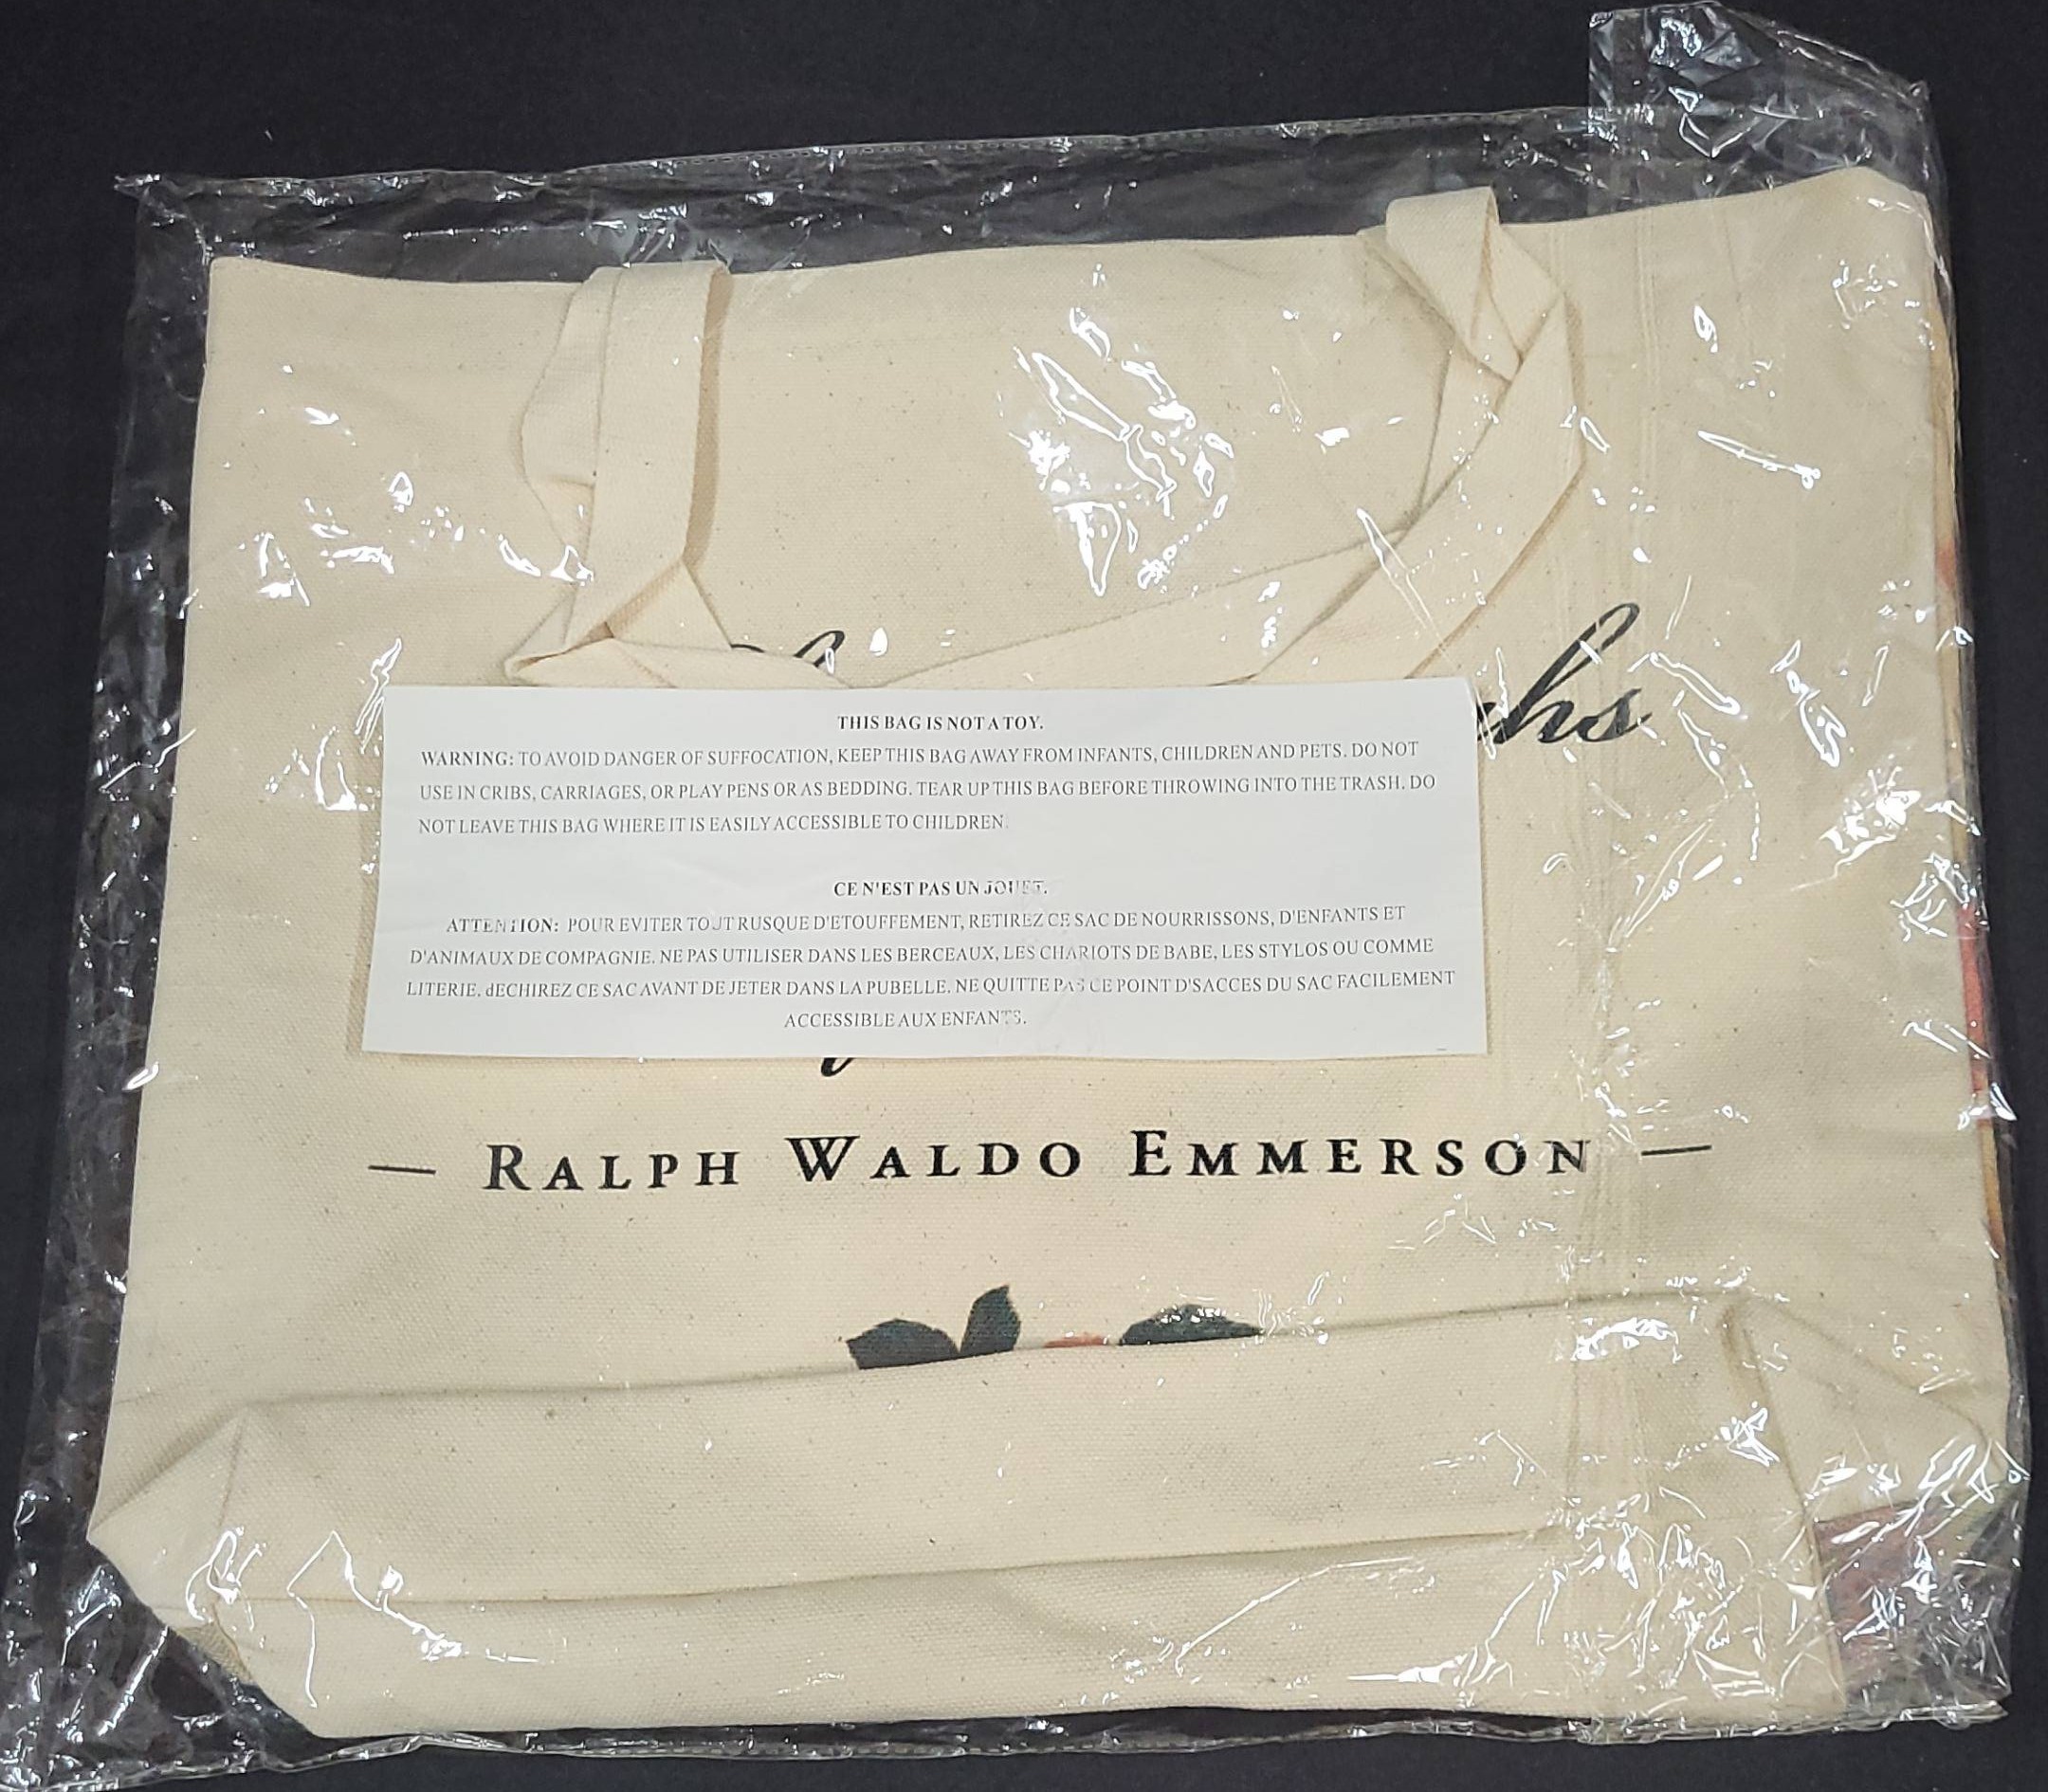 THIS BAG IS NOT A TOY.
WARNING: TO AVOID DANGER OF SUFFOCATION, KEEP THIS BAG AWAY FROM INFANTS, CHILDREN AND PETS. DO NOT
USE IN CRIBS, CARRIAGES, OR PLAY PENS OR AS BEDDING. TEAR UP THIS BAG BEFORE THROWING INTO THE TRASH. DO
NOT LEAVE THIS BAG WHERE IT IS EASILY ACCESSIBLE TO CHILDREN.
CE N'EST PAS UN JOUET.
ATTENTION: POUR EVITER TOUT RUSQUE D'ETOUFFEMENT, RETIREZ CE SAC DE NOURRISSONS, D'ENFANTS ET
D'ANIMAUX DE COMPAGNIE. NE PAS UTILISER DANS LES BERCEAUX, LES CHARIOTS DE BABE, LES STYLOS OU COMME
LITERIE. dECHIREZ CE SAC AVANT DE JETER DANS LA PUBELLE. NE QUITTE PAS CE POINT D'SACCES DU SAC FACILEMENT
ACCESSIBLE AUX ENFANTS.
— RALPH WALDO EMMERSON —